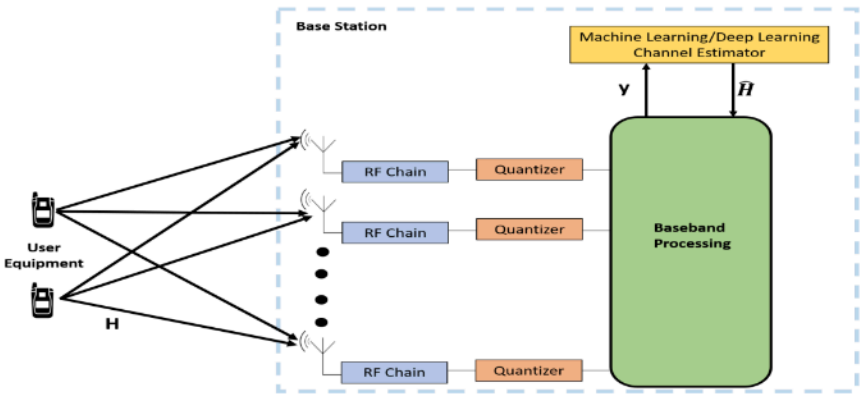 Base Station
Machine Learning/Deep Learning
Channel Estimator
y
Ĥ
RF Chain
Quantizer
RF Chain
Quantizer
Baseband
Processing
User
Equipment
H
RF Chain
Quantizer